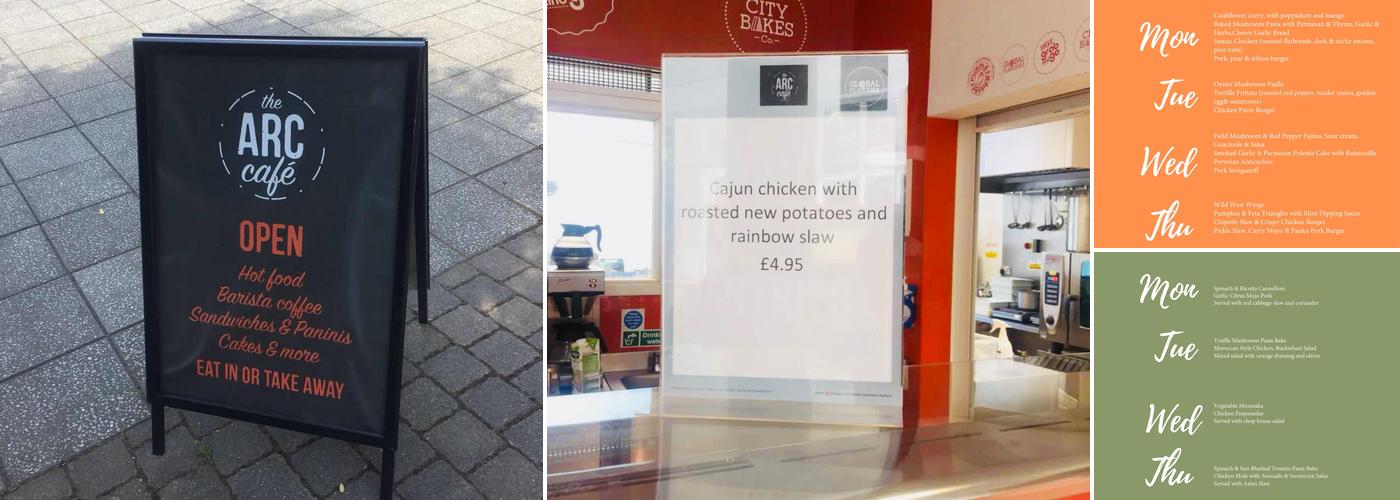 the
ARC
café
OPEN
Hot food
Barista coffee
Sandwiches & Paninis
Cakes & more
EAT IN OR TAKE AWAY
CITY
BAKES
Co.
the
ARC
café
GLOBAL
FLAVOURS
Cajun chicken with
roasted new potatoes and
rainbow slaw
£4.95
GLOBAL
Drinking
water
Mon
Cauliflower curry, with poppadum and mango
Baked Mushroom Pasta with Parmesan & Thyme, Garlic &
Herbs,Cheesy Garlic Bread
Sumac Chicken (roasted flatbreads, dark & sticky onions,
pine nuts)
Pork, pear & stilton burger
Tue
Oyster Mushroom Paella
Tortilla Frittata (roasted red pepper, tender onion, golden
egg& watercress)
Chicken Parm Burger
Wed
Field Mushroom & Red Pepper Fajitas, Sour cream,
Guacmole & Salsa
Smoked Garlic & Parmesan Polenta Cake with Ratatouille
Peruvian Anticuchos
Pork Stroganoff
Thu
Wild West Wings
Pumpkin & Feta Triangles with Mint Dipping Sauce
Chipotle Slaw & Crispy Chicken Burger
Pickle Slaw, Curry Mayo & Panko Pork Burger
Mon
Spinach & Ricotta Cannelloni
Garlic Citrus Mojo Pork
Served with red cabbage slaw and coriander
Tue
Truffle Mushroom Pasta Bake
Moroccan Style Chicken, Buckwheat Salad
Mixed salad with orange dressing and olives
Wed
Vegetable Moussaka
Chicken Empanadas
Served with chop house salad
Thu
Spinach & Sun Blushed Tomato Pasta Bake
Chicken Mole with Avocado & Sweetcorn Salsa
Served with Asian Slaw